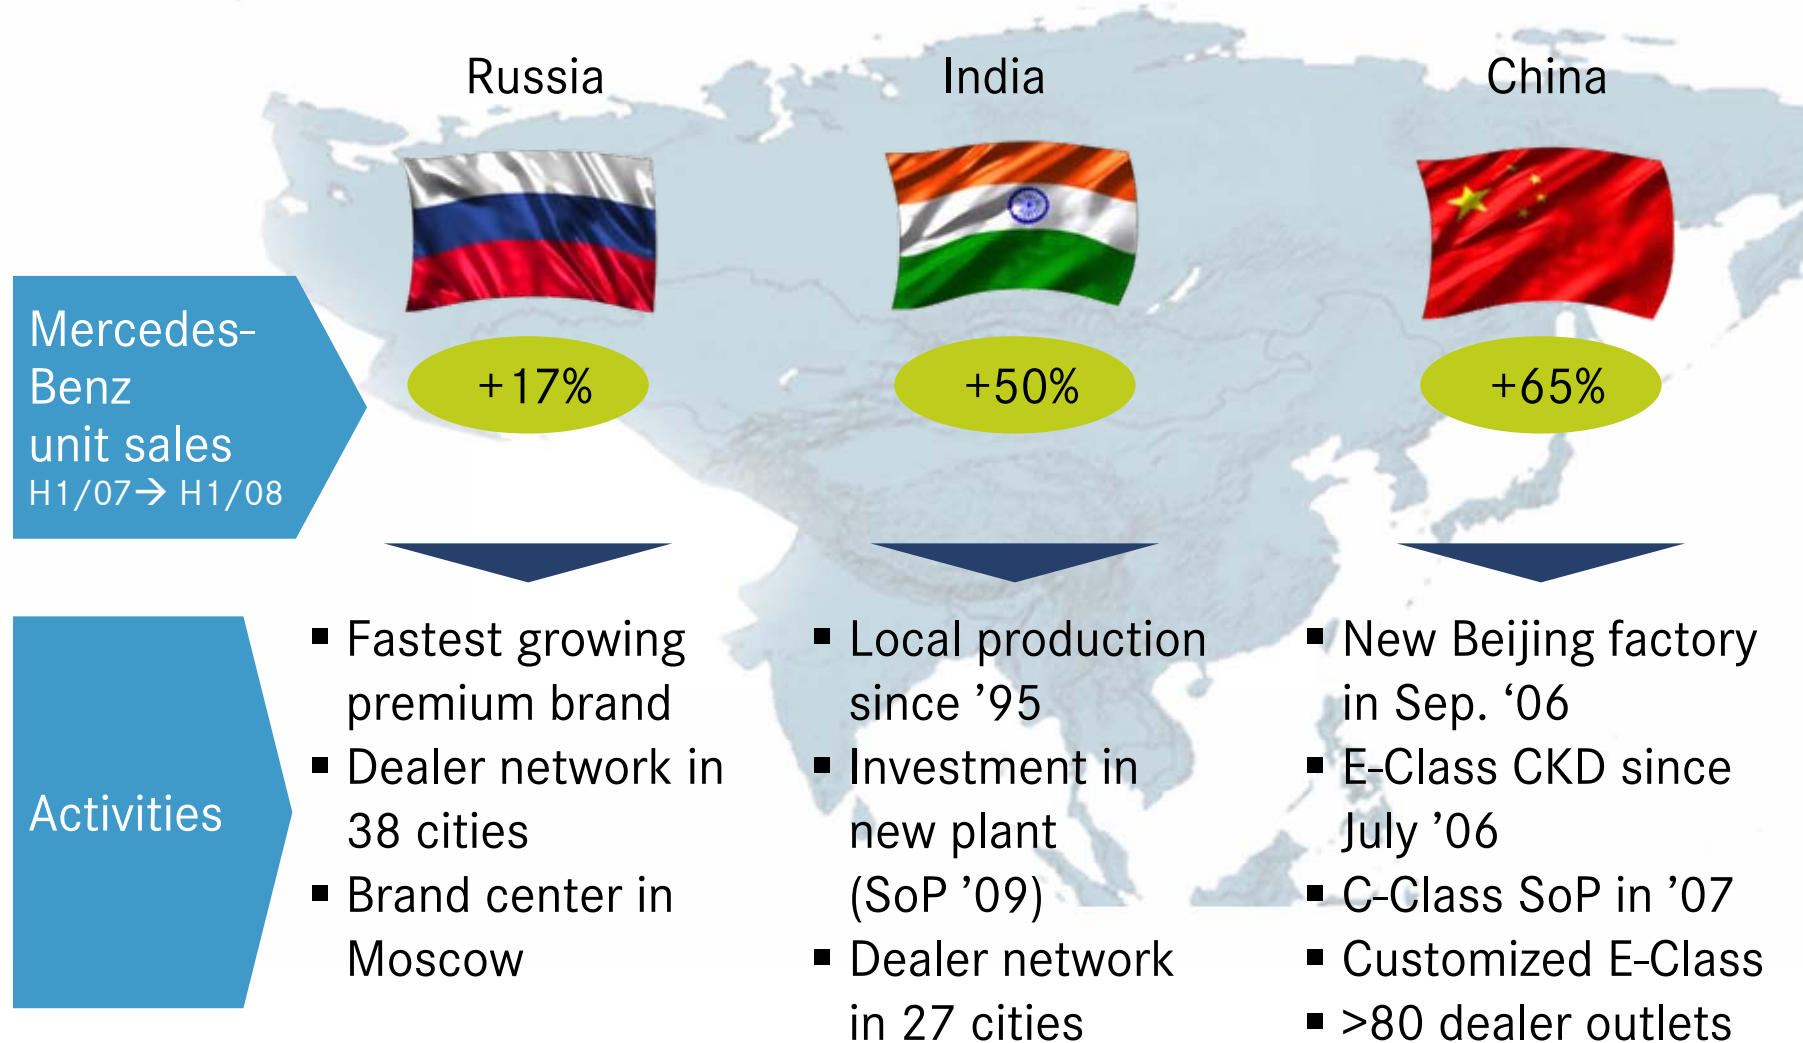 Russia
India
China
Mercedes-
Benz
unit sales
H1/07→ H1/08
+17%
+50%
+65%
Activities
▪ Fastest growing
premium brand
▪ Dealer network in
38 cities
▪ Brand center in
Moscow
▪ Local production
since ’95
▪ Investment in
new plant
(SoP ’09)
▪ Dealer network
in 27 cities
▪ New Beijing factory
in Sep. ‘06
▪ E-Class CKD since
July ’06
▪ C-Class SoP in ’07
▪ Customized E-Class
▪ >80 dealer outlets